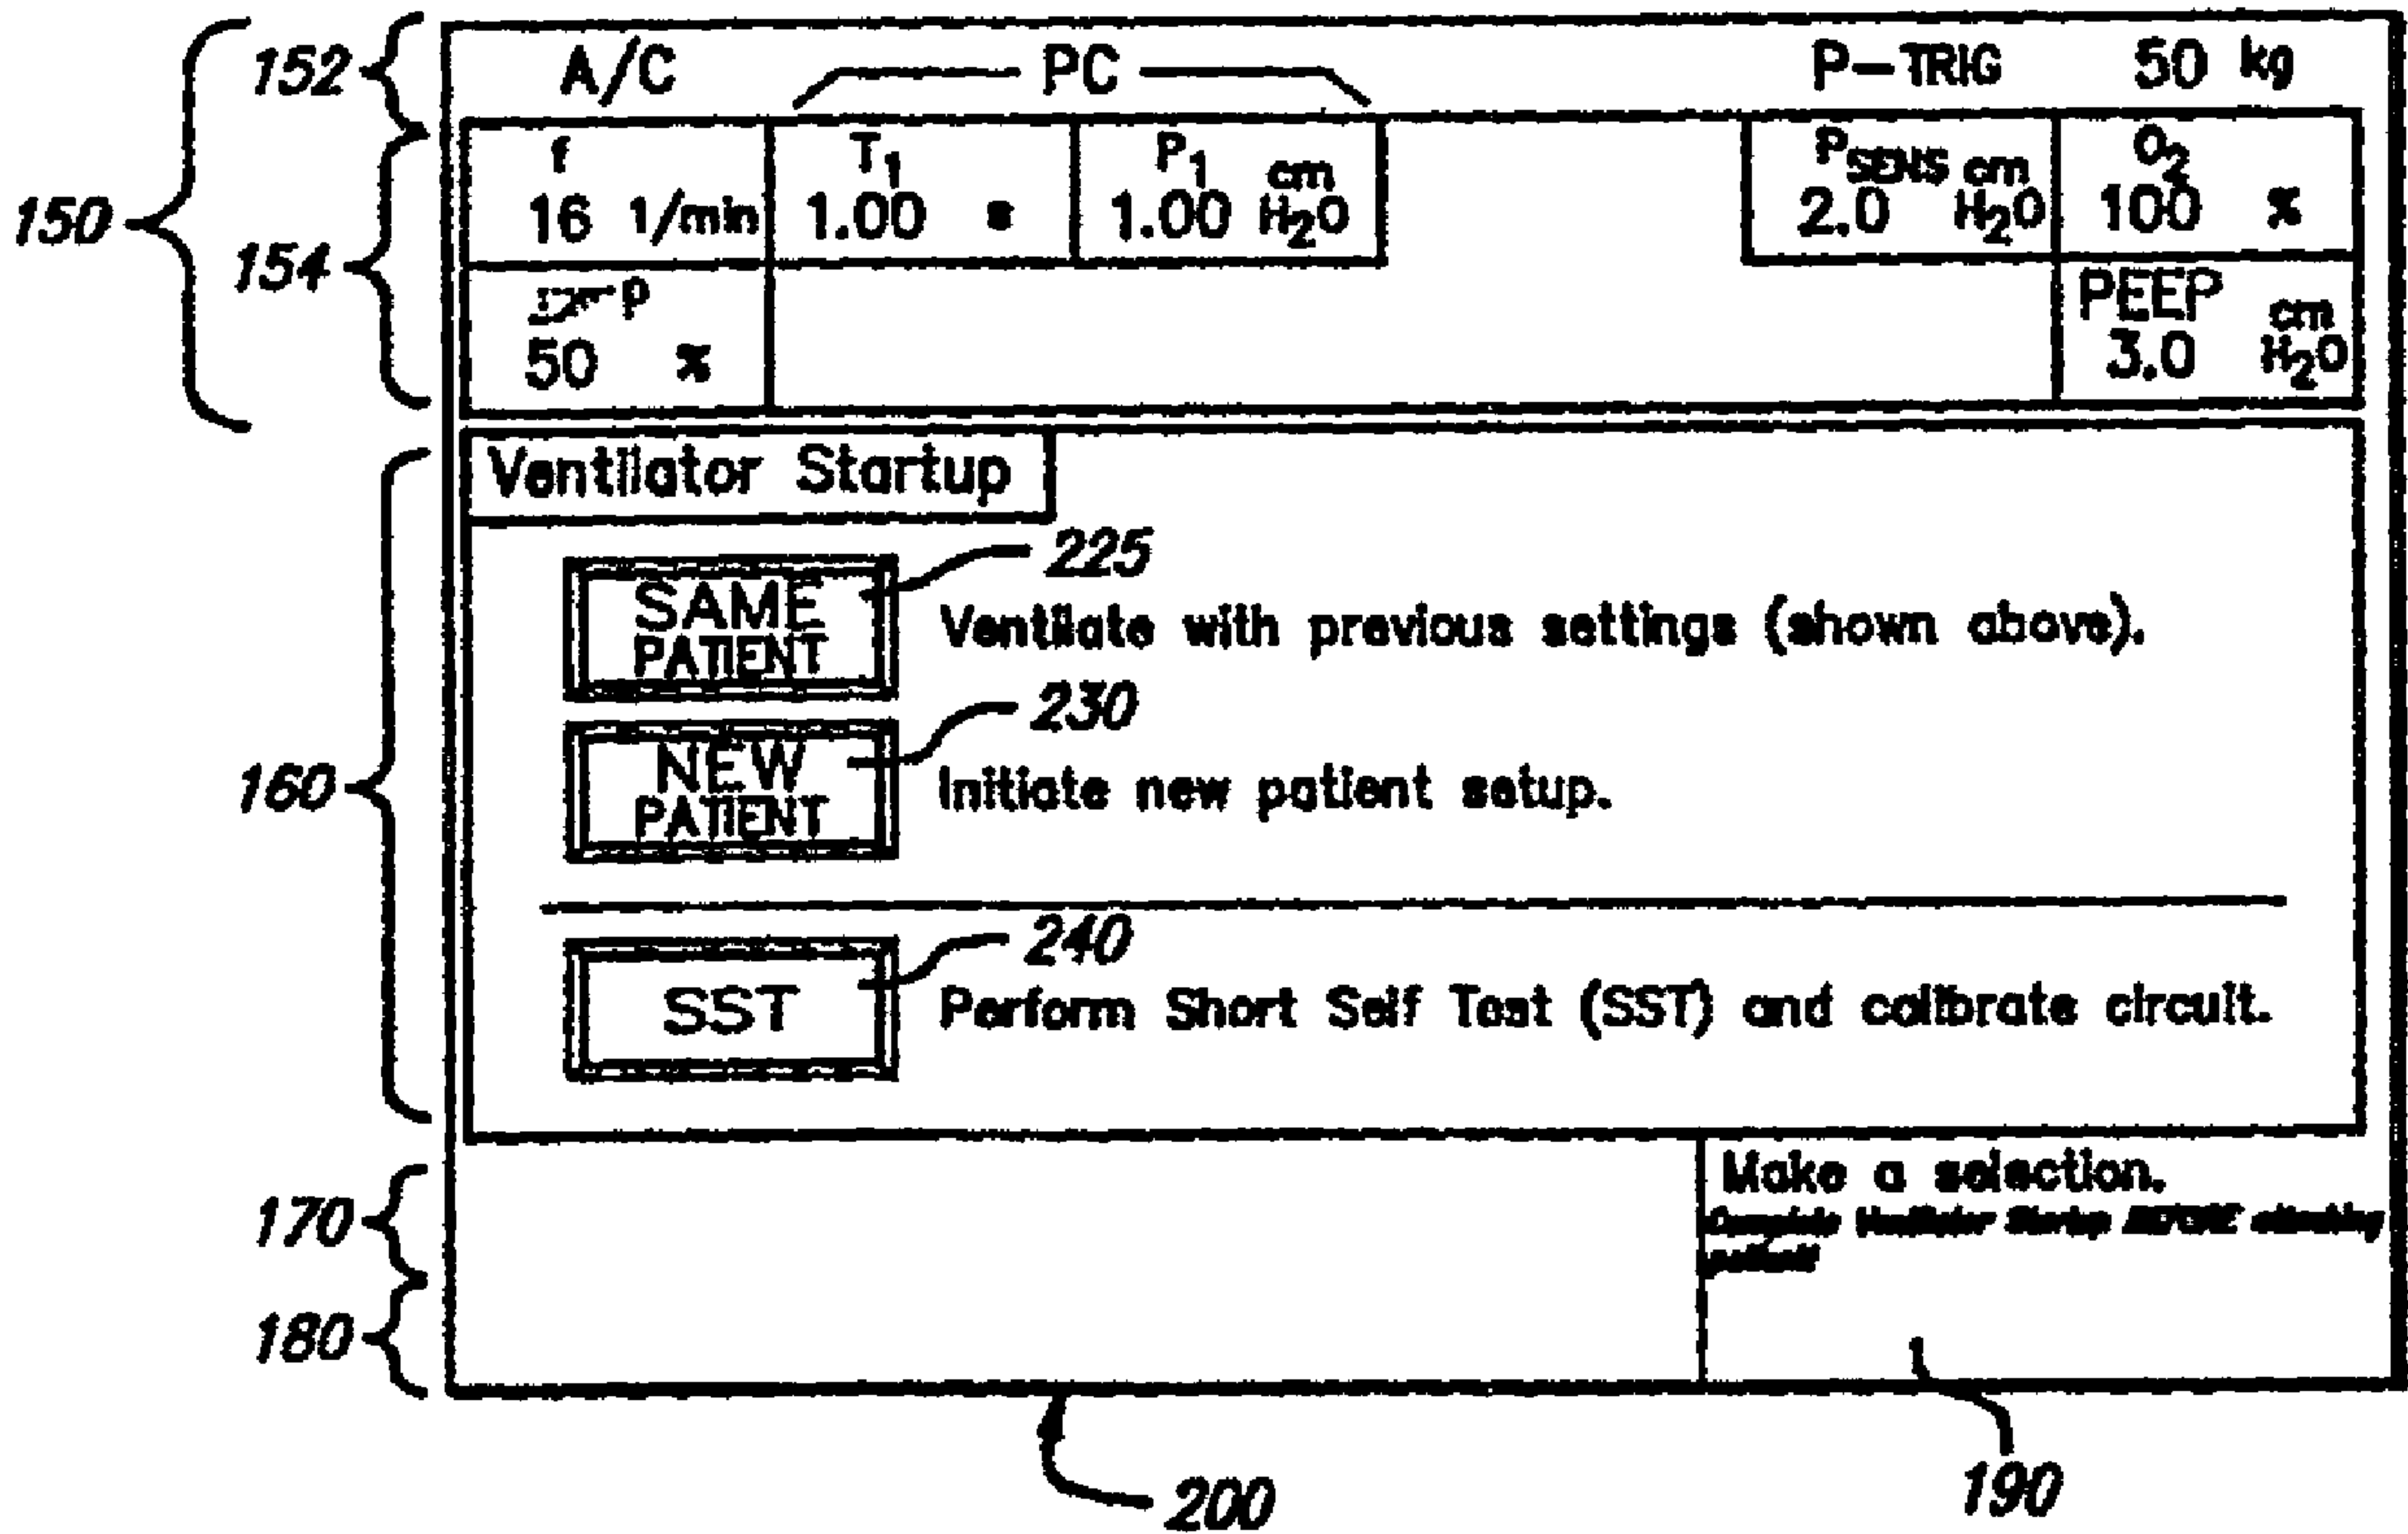 152 A/C PC P-TRIG 50 kg
f T1 P1 cm PSENS cm O2
150 16 1/min 1.00 s 1.00 H2O 2.0 H2O 100 %
154 P PEEP cm
50 % 3.0 H2O
Ventilator Startup
225
SAME PATIENT Ventilate with previous settings (shown above).
230
160 NEW PATIENT Initiate new patient setup.
240
SST Perform Short Self Test (SST) and calibrate circuit.
Make a selection.
170 Ventilator Startup BEFORE
180
200 190